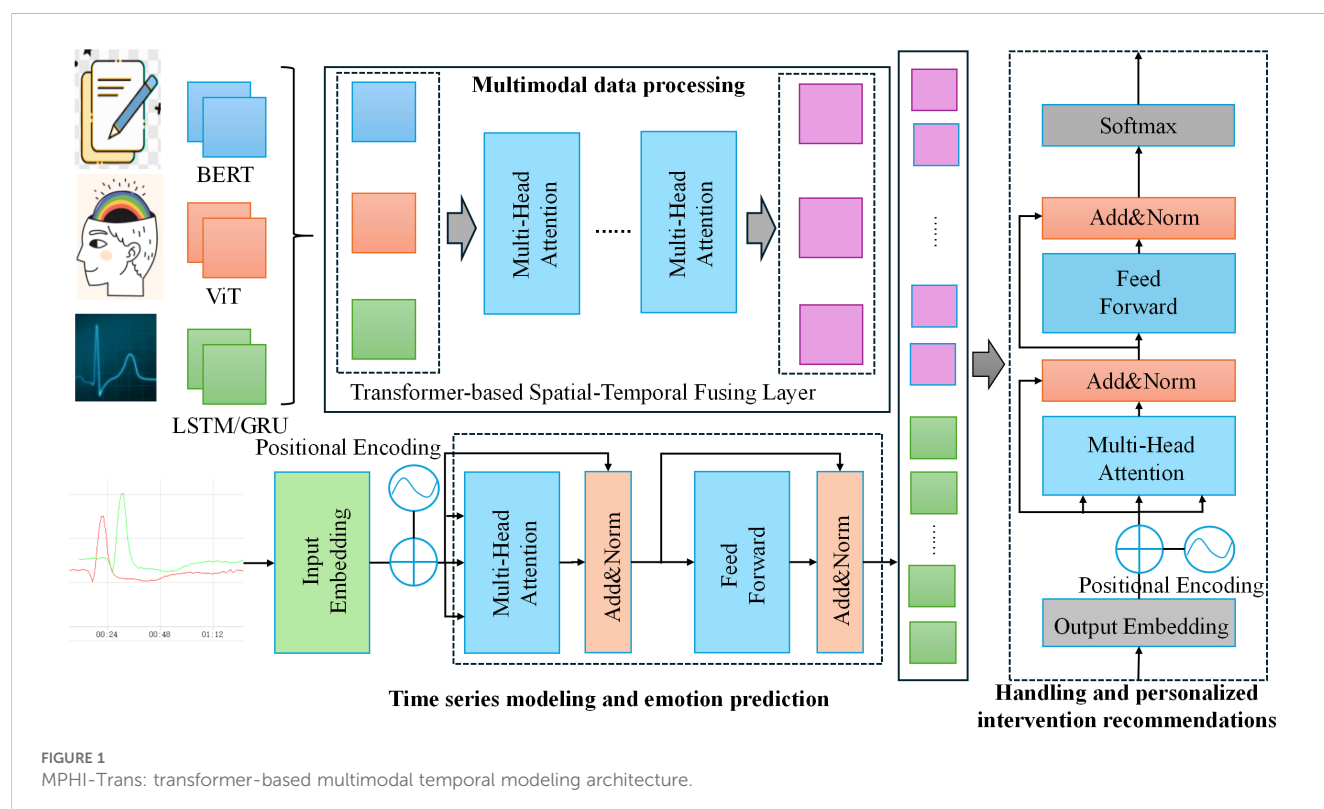 Multimodal data processing
BERT
ViT
LSTM/GRU
Multi-Head
Attention
......
Multi-Head
Attention
Transformer-based Spatial-Temporal Fusing Layer
Positional Encoding
00:24 00:48 01:12
Input
Embedding
Multi-Head
Attention
Add&Norm
Feed
Forward
Add&Norm
Time series modeling and emotion prediction
......
......
Softmax
Add&Norm
Feed
Forward
Add&Norm
Multi-Head
Attention
Positional Encoding
Output Embedding
Handling and personalized
intervention recommendations
FIGURE 1
MPHI-Trans: transformer-based multimodal temporal modeling architecture.